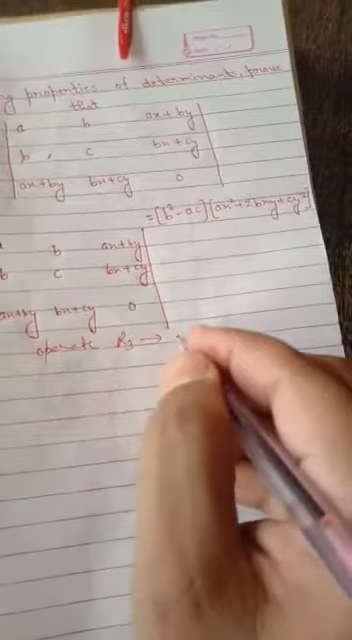 g properties of determinants, prove
that
a b ax+by
b, c bx+cy
ax+by bx+cy 0
= [b²-ac][ax²+2bxy+cy²]
a b ax+by
b c bx+cy
ax+by bx+cy 0
operate R₃ →